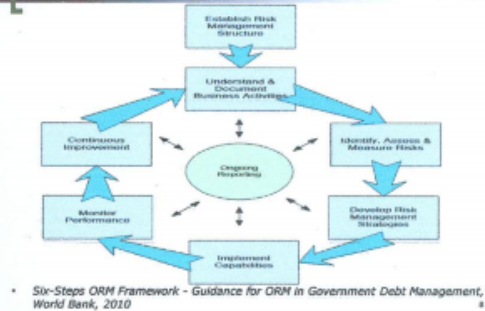 Establish Risk
Management
Structure
Understand &
Document
Business Activities
Continuous
Improvement
Identify, Assess &
Measure Risks
Ongoing
Reporting
Monitor
Performance
Develop Risk
Management
Strategies
Implement
Capabilities
• Six-Steps ORM Framework - Guidance for ORM in Government Debt Management,
World Bank, 2010